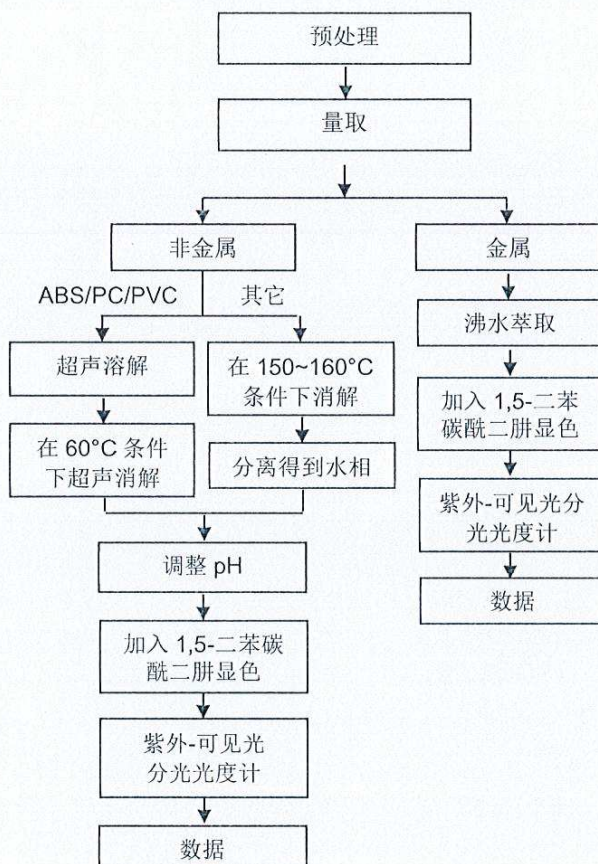 预处理
量取
非金属
金属
ABS/PC/PVC
其它
沸水萃取
超声溶解
在 150~160°C
条件下消解
加入 1,5-二苯
碳酰二肼显色
在 60°C 条件
下超声消解
分离得到水相
紫外-可见光分
光光度计
调整 pH
数据
加入 1,5-二苯碳
酰二肼显色
紫外-可见光
分光光度计
数据